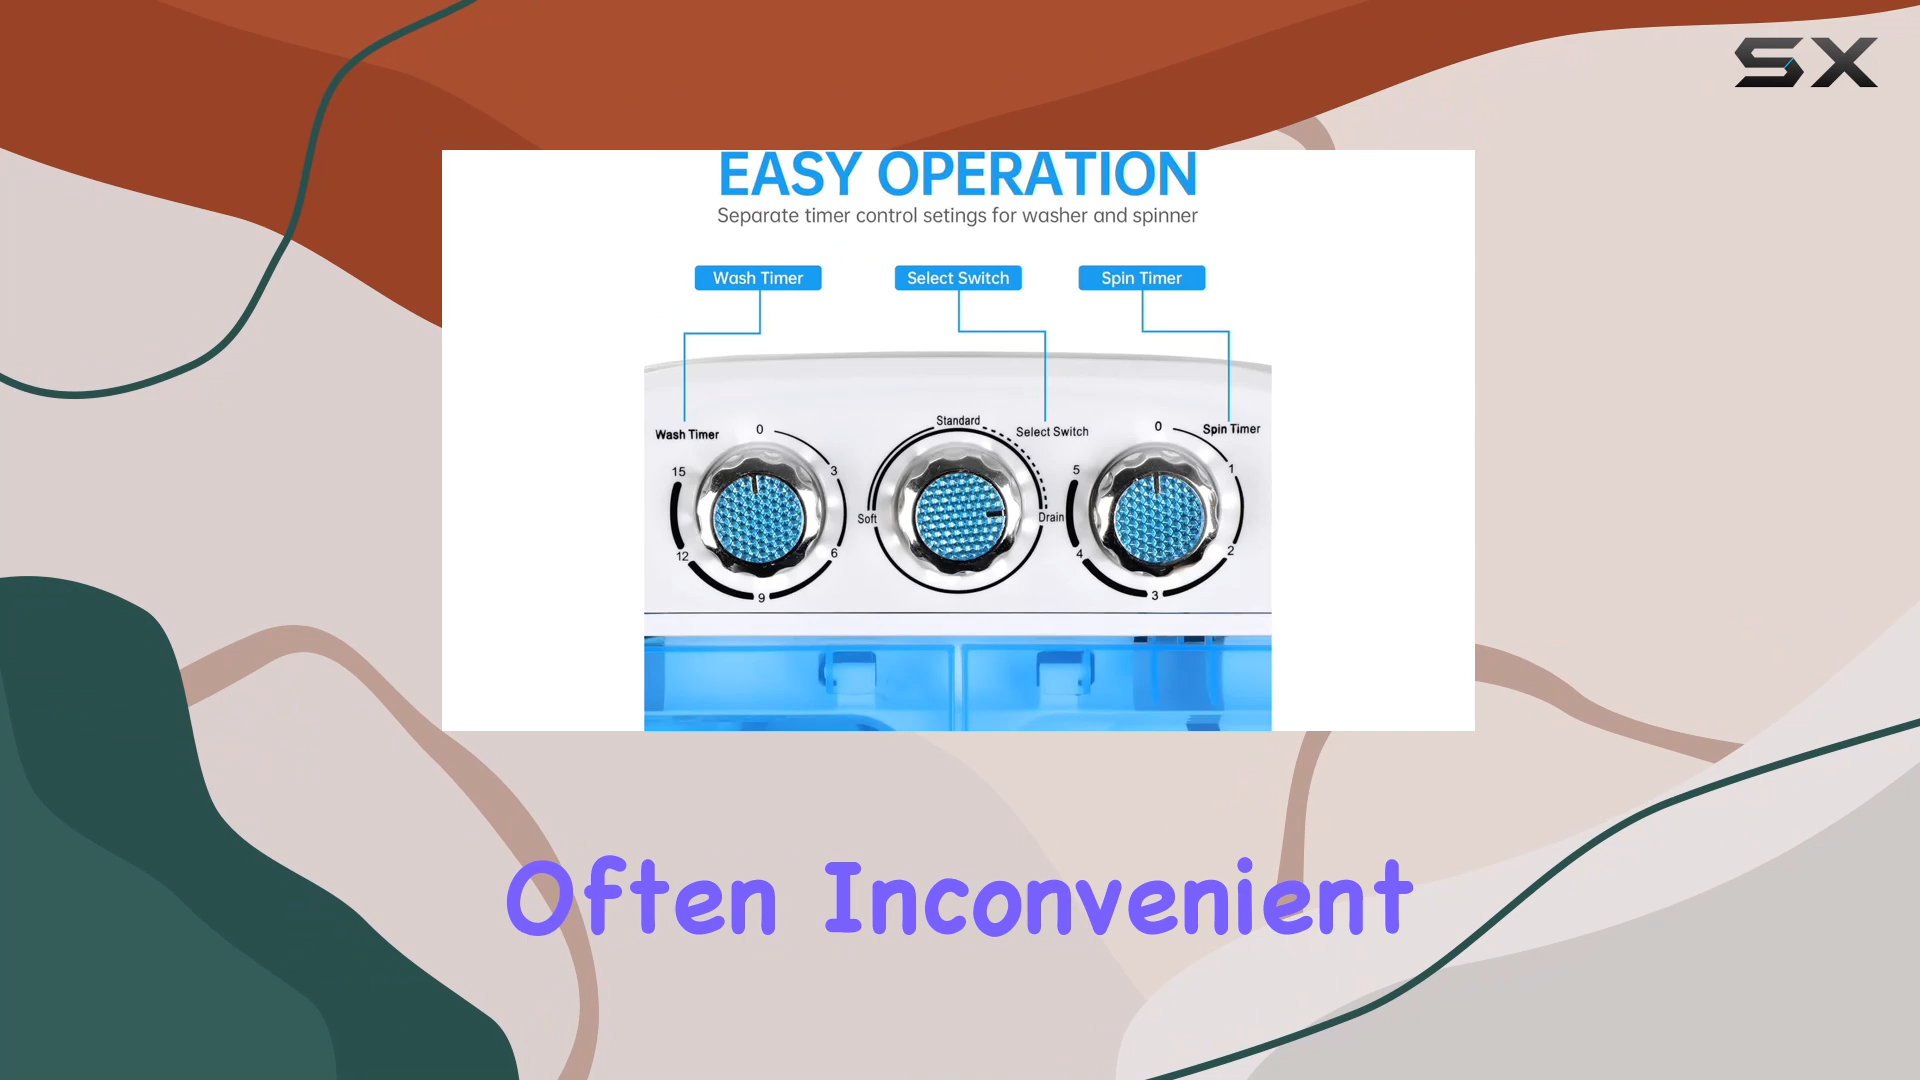 SX
EASY OPERATION
Separate timer control setings for washer and spinner
Wash Timer Select Switch Spin Timer
Wash Timer 0 3 6 9 12 15
Standard Select Switch Soft Drain
0 Spin Timer 1 2 3 4 5
Often Inconvenient